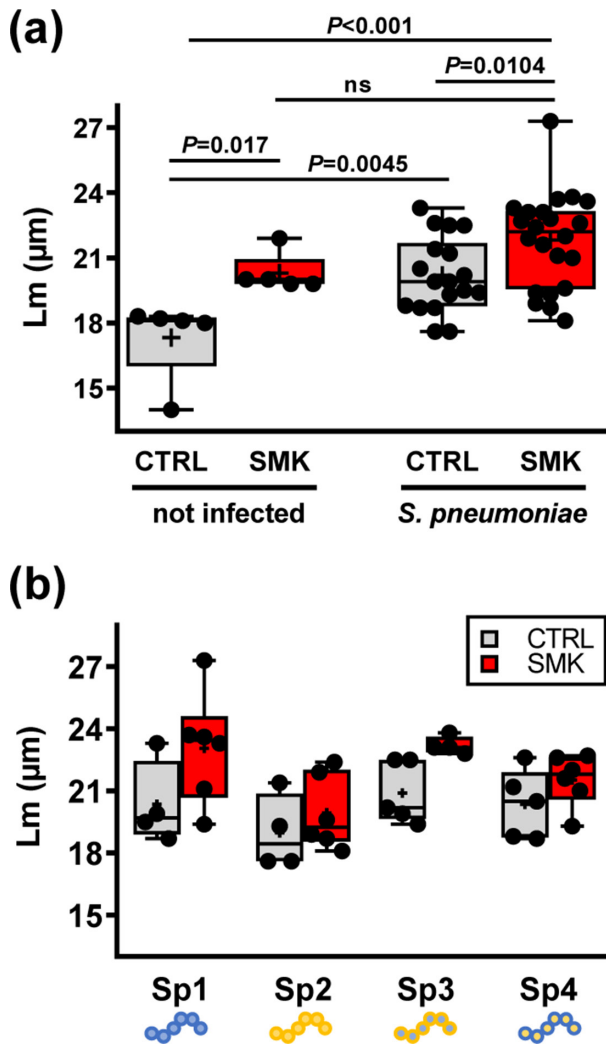 (a)
P<0.001
P=0.0104
ns
P=0.017
P=0.0045
Lm (µm)
27
24
21
18
15
CTRL SMK CTRL SMK
not infected S. pneumoniae
(b)
CTRL
SMK
Lm (µm)
27
24
21
18
15
Sp1 Sp2 Sp3 Sp4